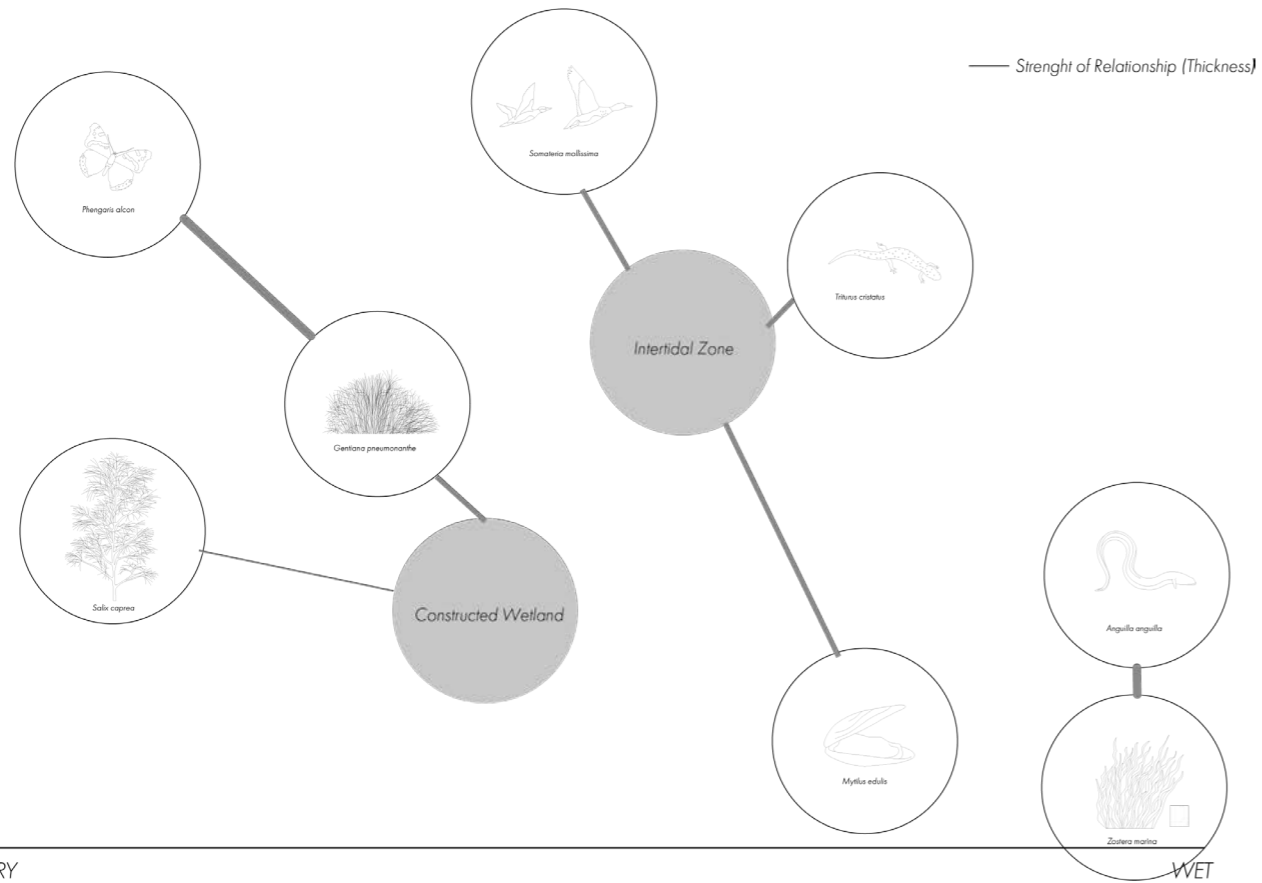 Strenght of Relationship (Thickness)
Somateria mollissima
Phengaris alcon
Triturus cristatus
Intertidal Zone
Gentiana pneumonanthe
Salix caprea
Constructed Wetland
Anguilla anguilla
Mytilus edulis
Zostera marina
RY
WET